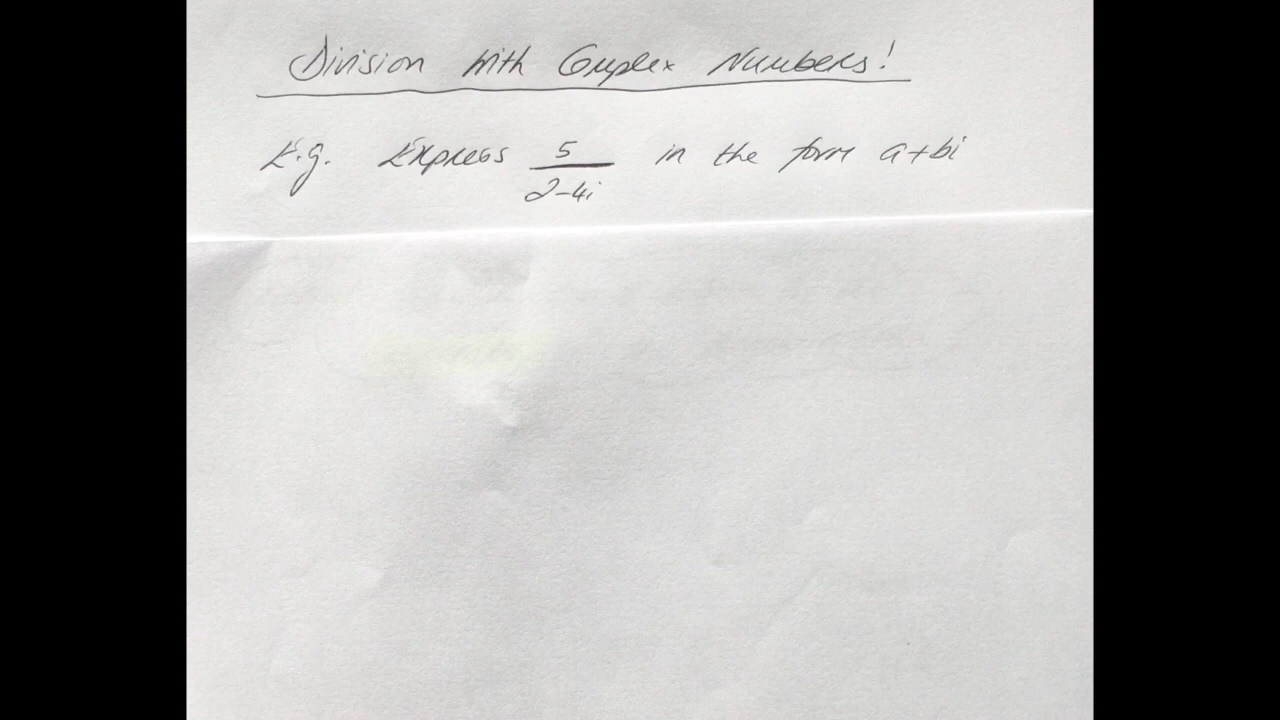 Division with Complex Numbers!
E.g. Express 5/2-4i in the form a+bi